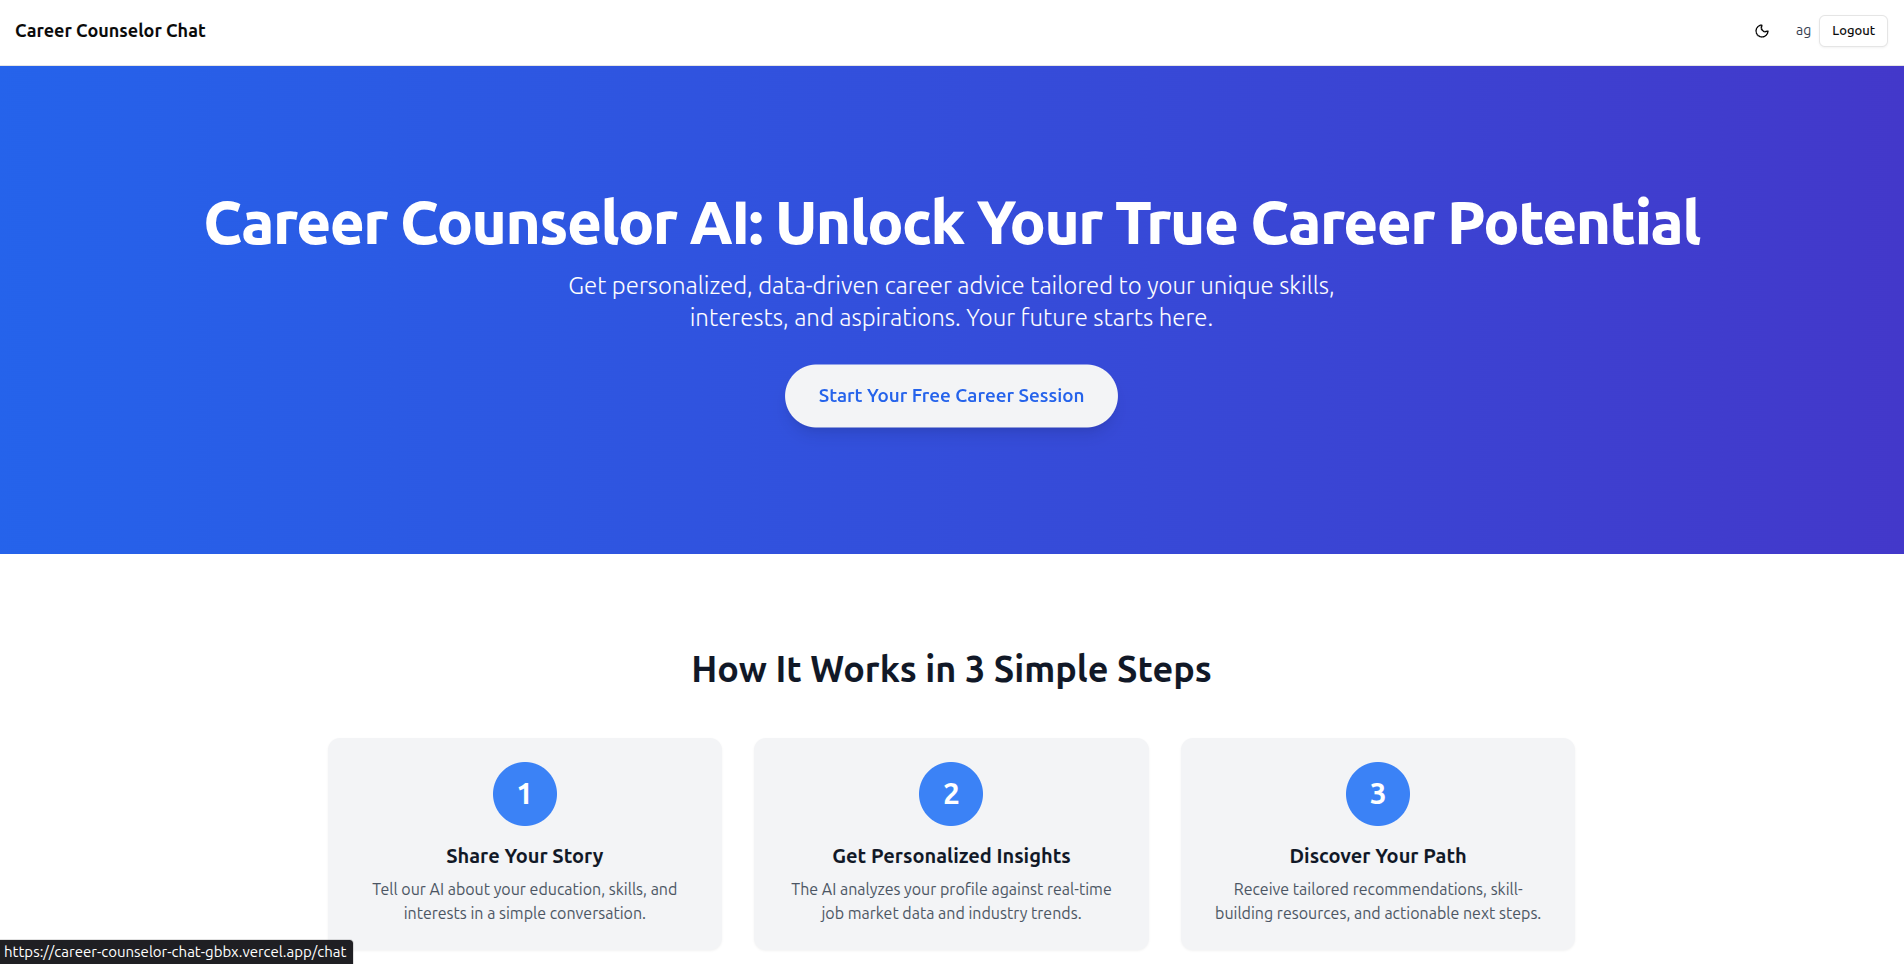 Career Counselor Chat
ag
Logout
Career Counselor AI: Unlock Your True Career Potential
Get personalized, data-driven career advice tailored to your unique skills,
interests, and aspirations. Your future starts here.
Start Your Free Career Session
How It Works in 3 Simple Steps
1
Share Your Story
Tell our AI about your education, skills, and
interests in a simple conversation.
2
Get Personalized Insights
The AI analyzes your profile against real-time
job market data and industry trends.
3
Discover Your Path
Receive tailored recommendations, skill-
building resources, and actionable next steps.
https://career-counselor-chat-gbbx.vercel.app/chat